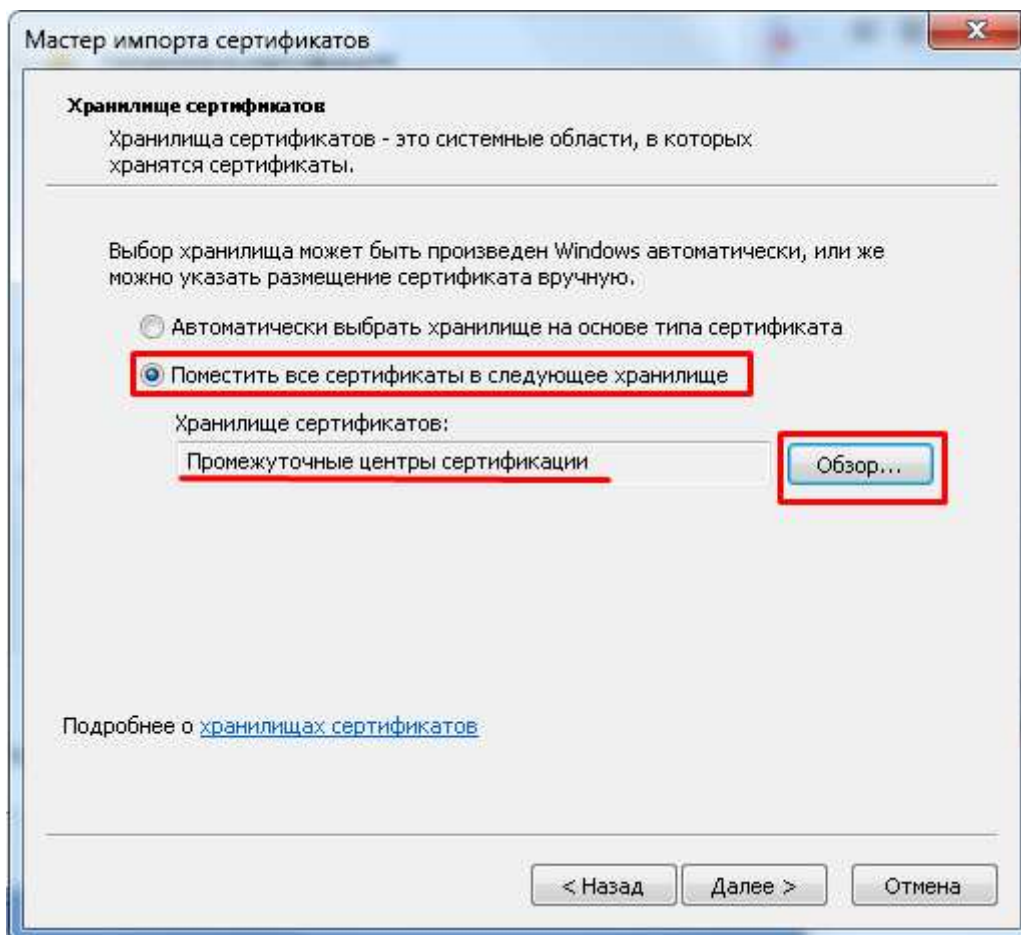 Мастер импорта сертификатов
Хранилище сертификатов
Хранилища сертификатов - это системные области, в которых
хранятся сертификаты.
Выбор хранилища может быть произведен Windows автоматически, или же
можно указать размещение сертификата вручную.
Автоматически выбрать хранилище на основе типа сертификата
Поместить все сертификаты в следующее хранилище
Хранилище сертификатов:
Промежуточные центры сертификации
Обзор...
Подробнее о хранилищах сертификатов
< Назад
Далее >
Отмена